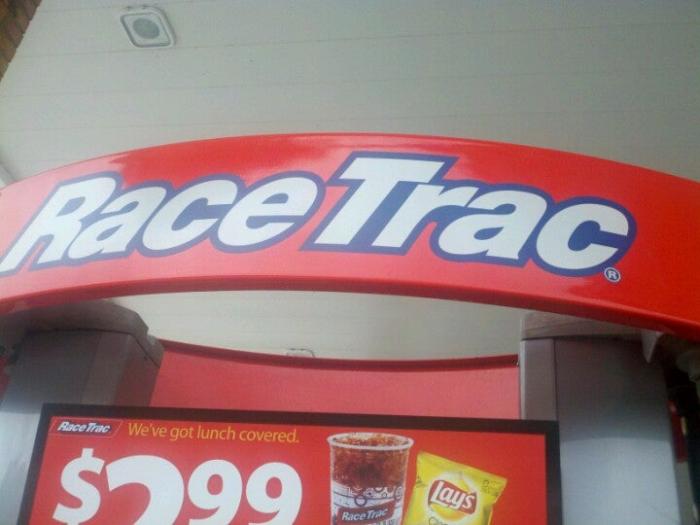 RaceTrac
®
RaceTrac We've got lunch covered.
$2.99
RaceTrac
Lay's